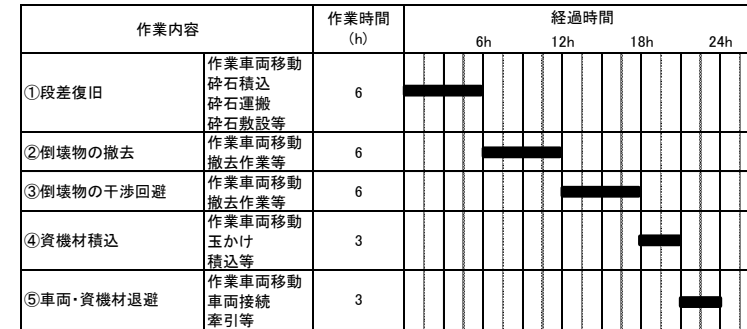 作業内容 作業時間 経過時間
(h) 6h 12h 18h 24h
①段差復旧 作業車両移動 6
砕石積込
砕石運搬
砕石敷設等
②倒壊物の撤去 作業車両移動 6
撤去作業等
③倒壊物の干渉回避 作業車両移動 6
撤去作業等
④資機材積込 作業車両移動 3
玉かけ
積込等
⑤車両・資機材退避 作業車両移動 3
車両接続
牽引等